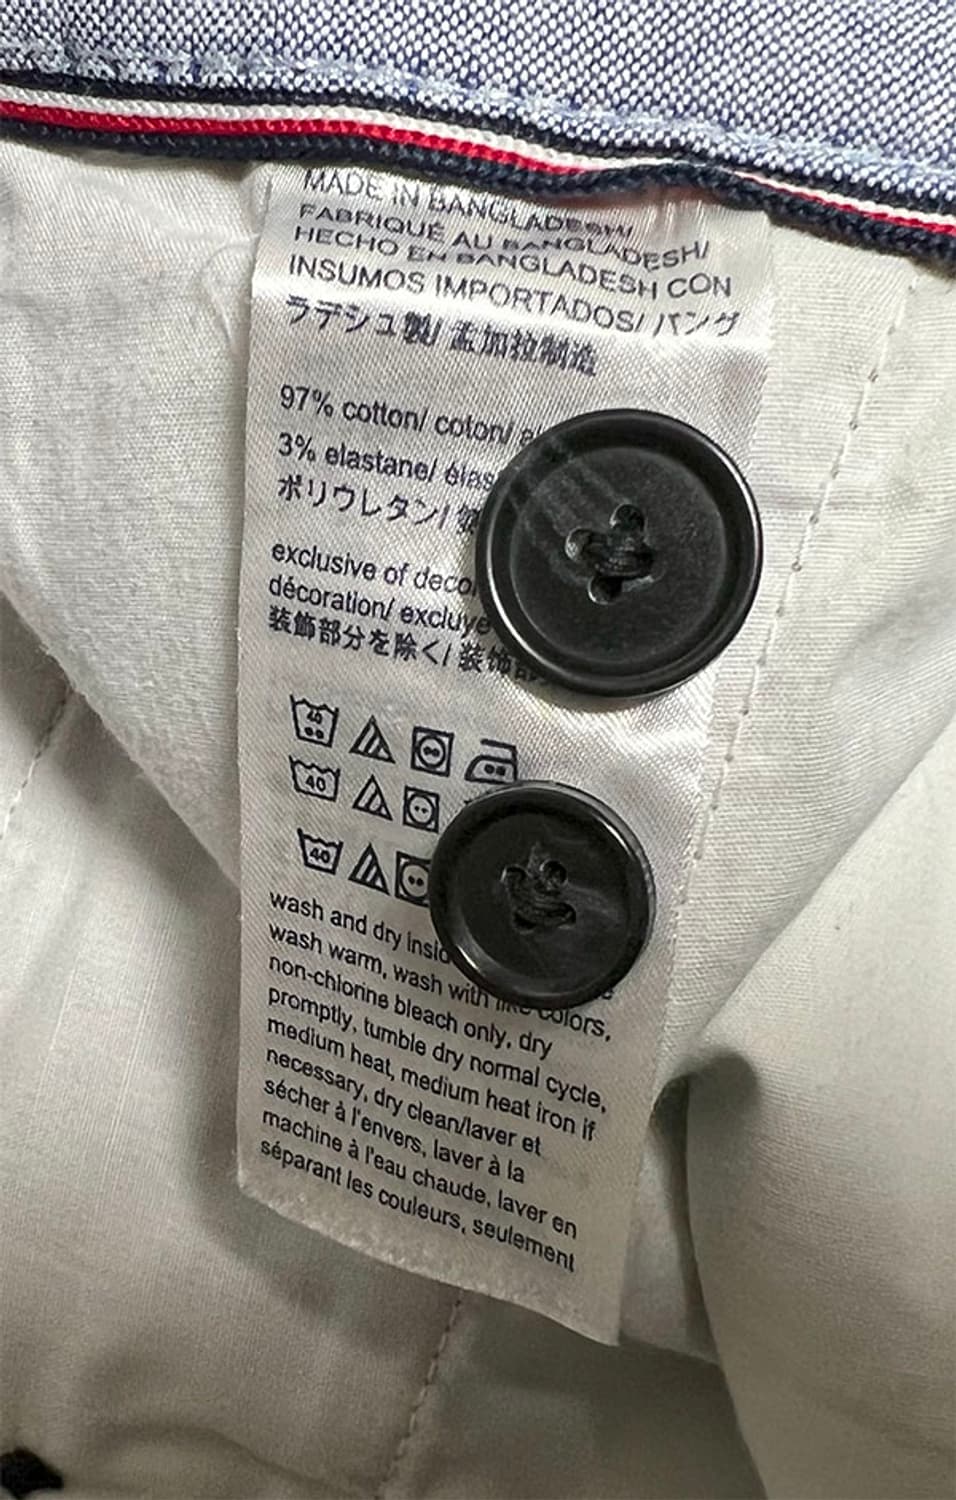 MADE IN BANGLADESH/
FABRIQUÉ AU BANGLADESH/
HECHO EN BANGLADESH CON
INSUMOS IMPORTADOS/ バング
ラデシュ製/ 孟加拉制造
97% cotton/ coton/
3% elastane/
ポリウレタン/
exclusive of
décoration/
装飾部分を除く/
40
40
40
wash and dry
wash warm, wash with like colors,
non-chlorine bleach only, dry
promptly, tumble dry normal cycle,
medium heat, medium heat iron if
necessary, dry clean/laver et
sécher à l'envers, laver à la
machine à l'eau chaude, laver en
séparant les couleurs, seulement